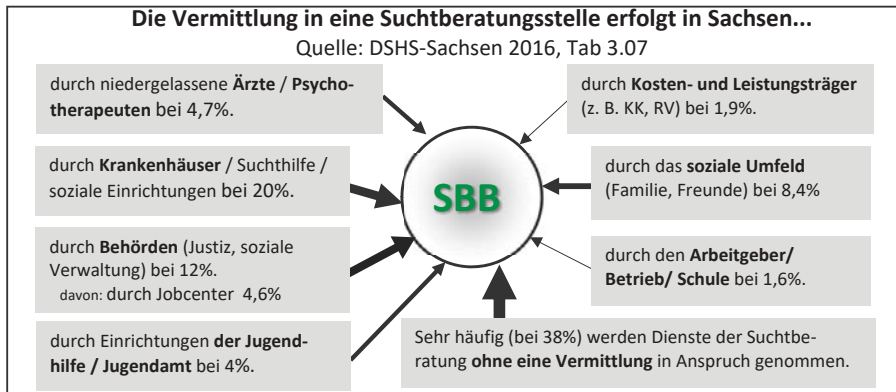 Die Vermittlung in eine Suchtberatungsstelle erfolgt in Sachsen...
Quelle: DSHS-Sachsen 2016, Tab 3.07
durch niedergelassene Ärzte / Psycho-
therapeuten bei 4,7%.
durch Krankenhäuser / Suchthilfe /
soziale Einrichtungen bei 20%.
durch Behörden (Justiz, soziale
Verwaltung) bei 12%.
davon: durch Jobcenter 4,6%
durch Einrichtungen der Jugend-
hilfe / Jugendamt bei 4%.
SBB
durch Kosten- und Leistungsträger
(z. B. KK, RV) bei 1,9%.
durch das soziale Umfeld
(Familie, Freunde) bei 8,4%
durch den Arbeitgeber/
Betrieb/ Schule bei 1,6%.
Sehr häufig (bei 38%) werden Dienste der Suchtbe-
ratung ohne eine Vermittlung in Anspruch genommen.